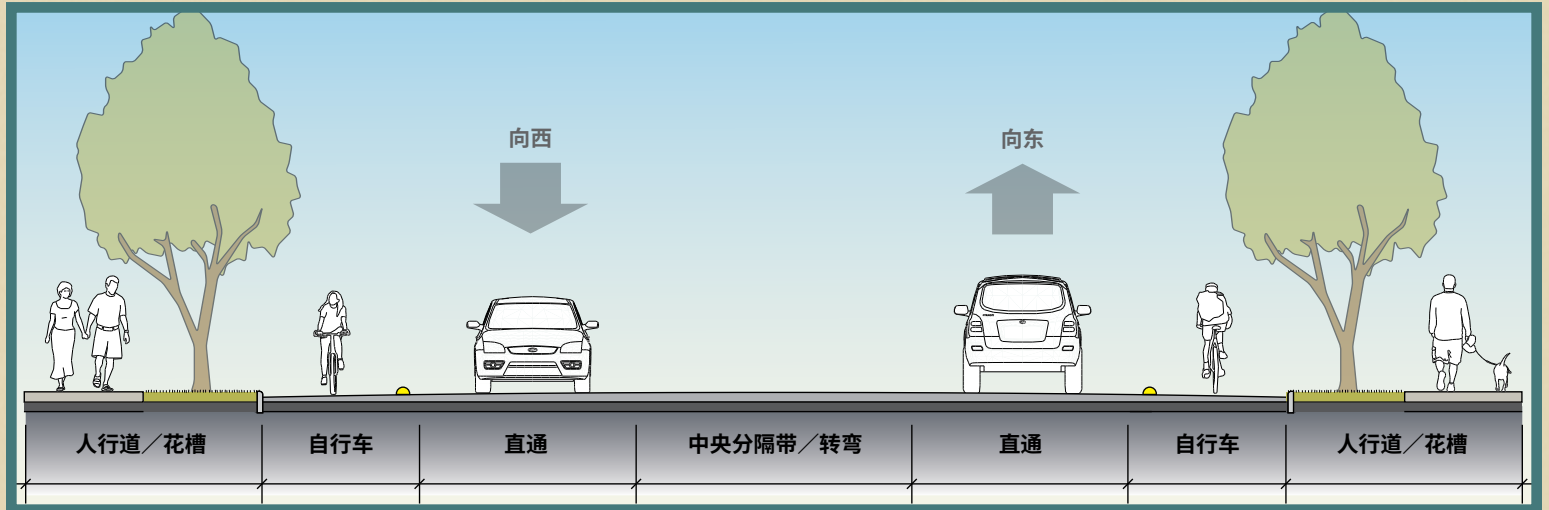 向西
向东
人行道／花槽
自行车
直通
中央分隔带／转弯
直通
自行车
人行道／花槽